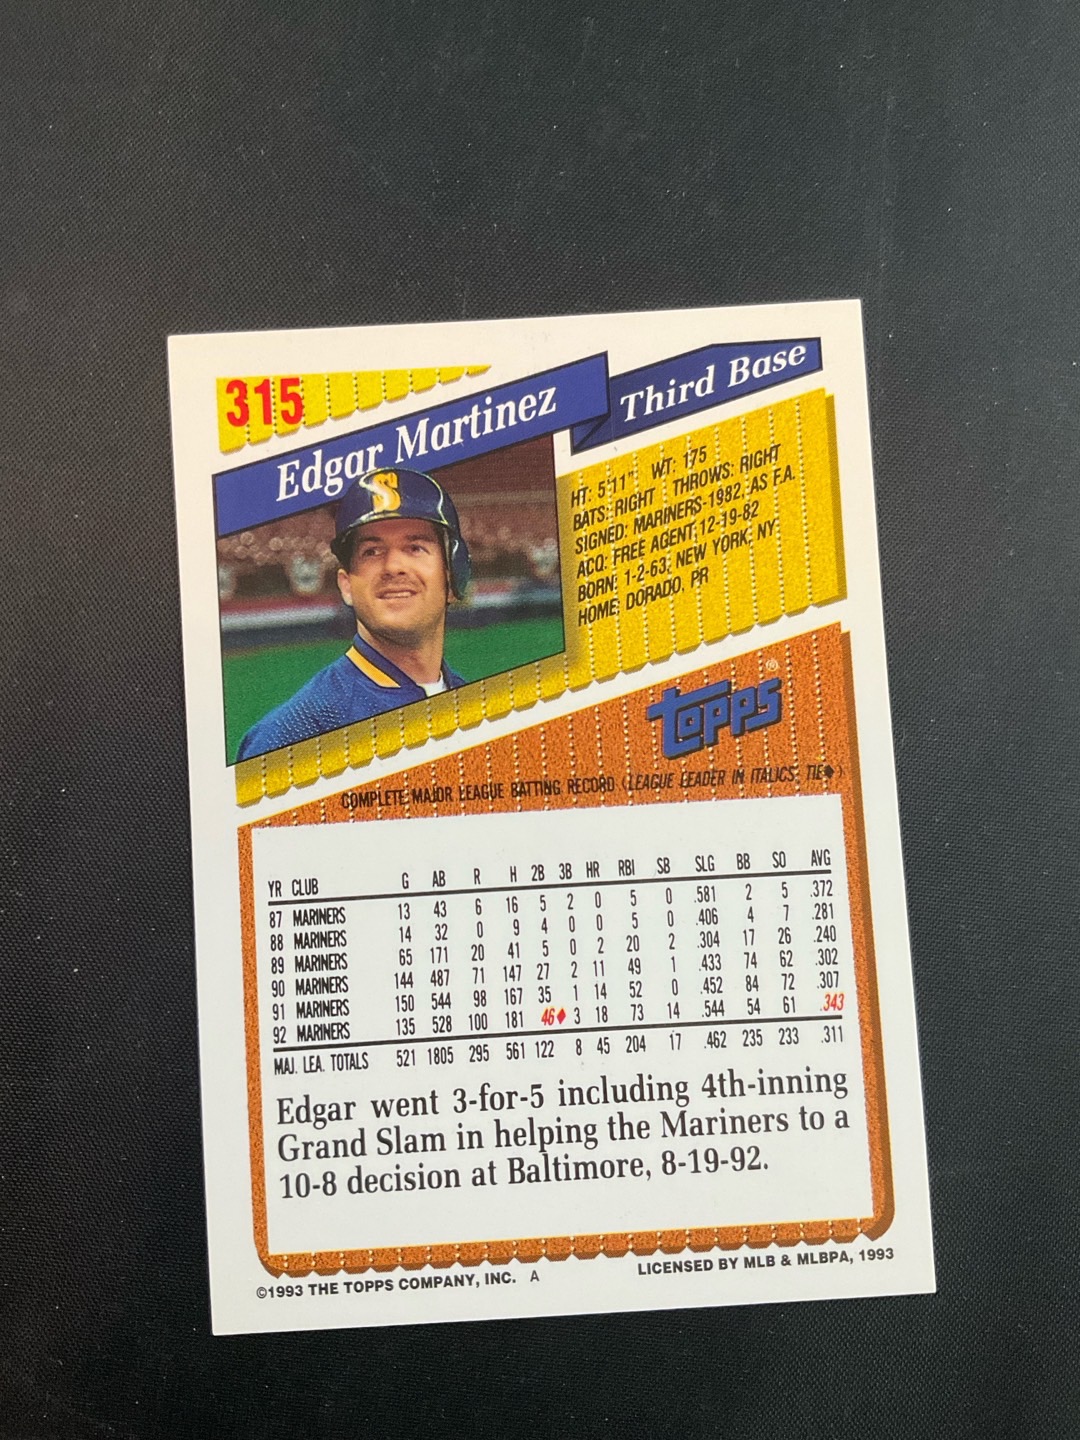 315
Edgar Martinez
Third Base
S
HT: 5'11" WT: 175
BATS: RIGHT THROWS: RIGHT
SIGNED: MARINERS-1982, AS F.A.
ACQ: FREE AGENT, 12-19-82
BORN: 1-2-63, NEW YORK, NY
HOME: DORADO, PR
topps®
COMPLETE MAJOR LEAGUE BATTING RECORD (LEAGUE LEADER IN ITALICS, TIE♦)
YR CLUB G AB R H 2B 3B HR RBI SB SLG BB SO AVG
87 MARINERS 13 43 6 16 5 2 0 5 0 .581 2 5 .372
88 MARINERS 14 32 0 9 4 0 0 5 0 .406 4 7 .281
89 MARINERS 65 171 20 41 5 0 2 20 2 .304 17 26 .240
90 MARINERS 144 487 71 147 27 2 11 49 1 .433 74 62 .302
91 MARINERS 150 544 98 167 35 1 14 52 0 .452 84 72 .307
92 MARINERS 135 528 100 181 46♦ 3 18 73 14 .544 54 61 .343
MAJ. LEA. TOTALS 521 1805 295 561 122 8 45 204 17 .462 235 233 .311
Edgar went 3-for-5 including 4th-inning
Grand Slam in helping the Mariners to a
10-8 decision at Baltimore, 8-19-92.
©1993 THE TOPPS COMPANY, INC. A
LICENSED BY MLB & MLBPA, 1993